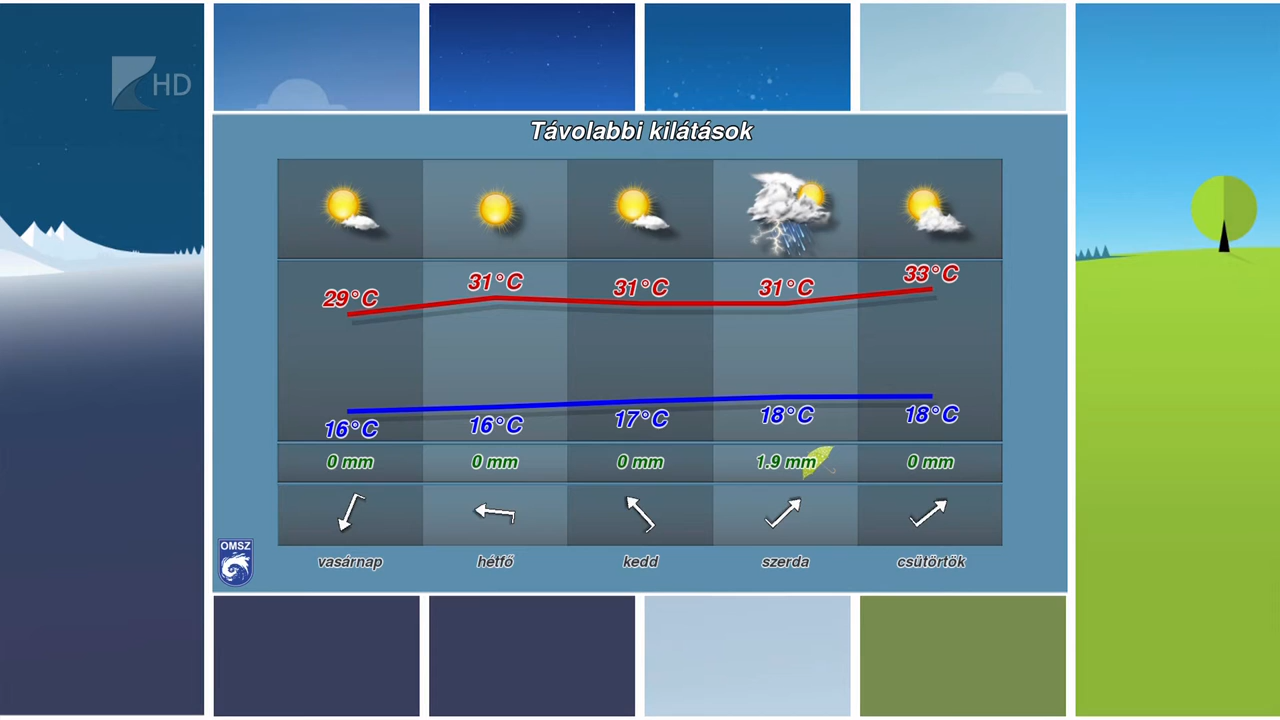 HD
Távolabbi kilátások
29°C 31°C 31°C 31°C 33°C
16°C 16°C 17°C 18°C 18°C
0 mm 0 mm 0 mm 1.9 mm 0 mm
OMSZ
vasárnap hétfő kedd szerda csütörtök